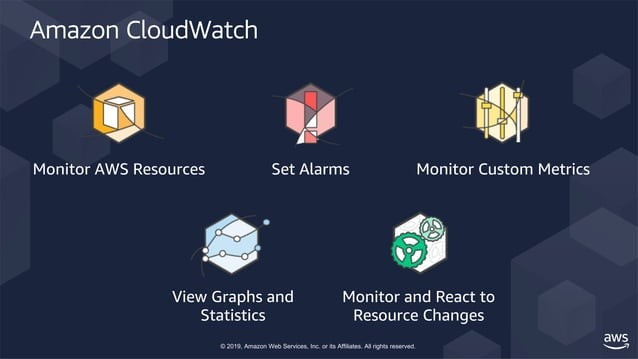 Amazon CloudWatch
Monitor AWS Resources
Set Alarms
Monitor Custom Metrics
View Graphs and
Statistics
Monitor and React to
Resource Changes
© 2019, Amazon Web Services, Inc. or its Affiliates. All rights reserved.
aws